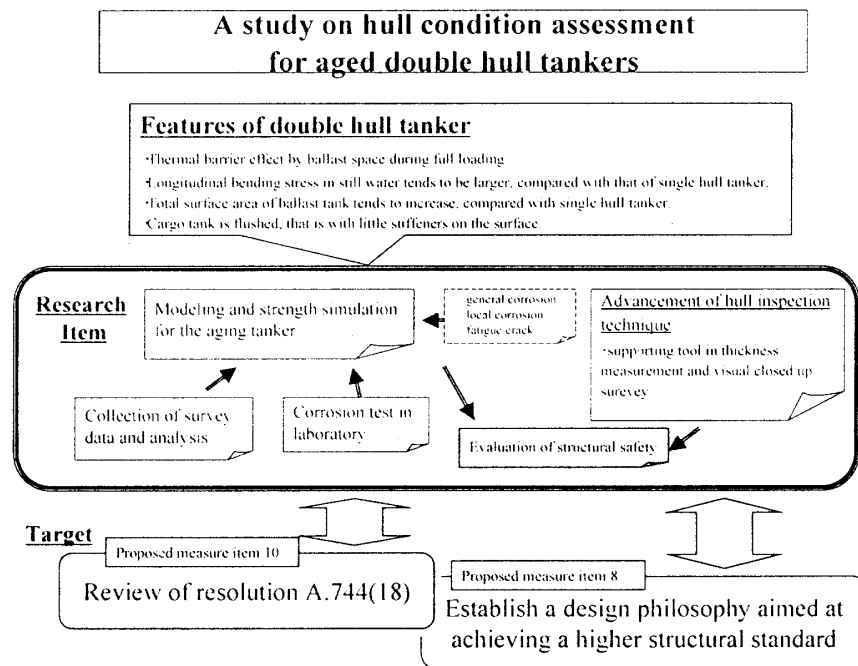 A study on hull condition assessment
for aged double hull tankers
Features of double hull tanker
·Thermal barrier effect by ballast space during full loading
·Longitudinal bending stress in still water tends to be larger, compared with that of single hull tanker.
·Total surface area of ballast tank tends to increase, compared with single hull tanker.
·Cargo tank is flushed, that is with little stiffeners on the surface.
Research
Item
Modeling and strength simulation
for the aging tanker
general corrosion
local corrosion
fatigue crack
Advancement of hull inspection
technique
·supporting tool in thickness
measurement and visual closed up
surevey
Collection of survey
data and analysis
Corrosion test in
laboratory
Evaluation of structural safety
Target
Proposed measure item 10
Review of resolution A.744(18)
Proposed measure item 8
Establish a design philosophy aimed at
achieving a higher structural standard